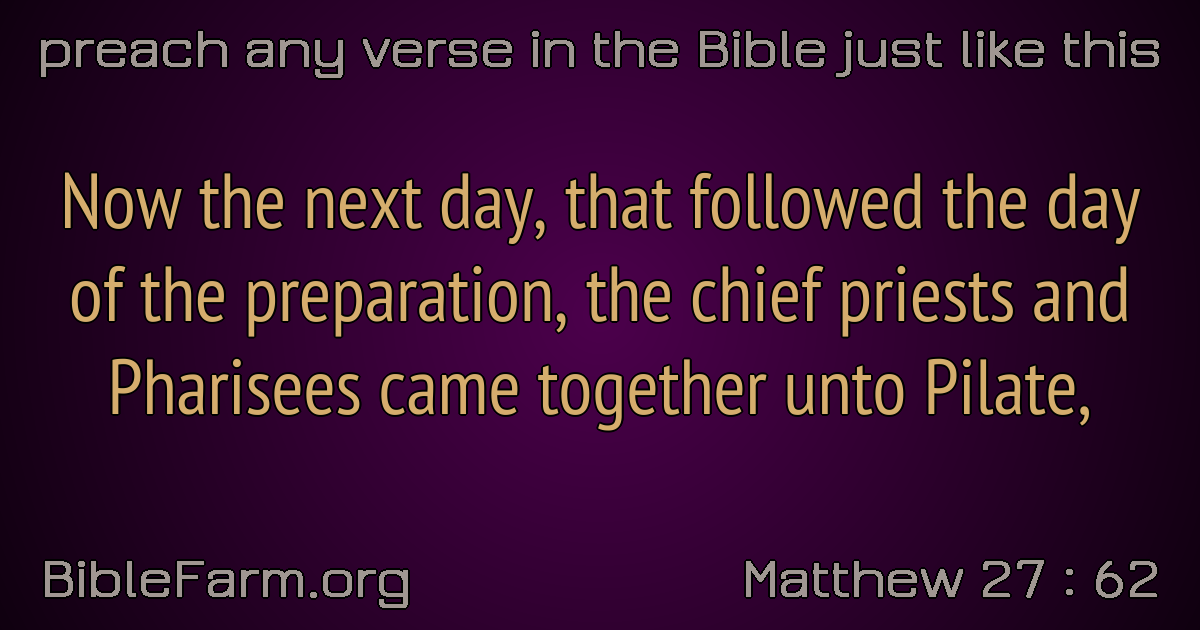 preach any verse in the Bible just like this
Now the next day, that followed the day
of the preparation, the chief priests and
Pharisees came together unto Pilate,
BibleFarm.org
Matthew 27 : 62